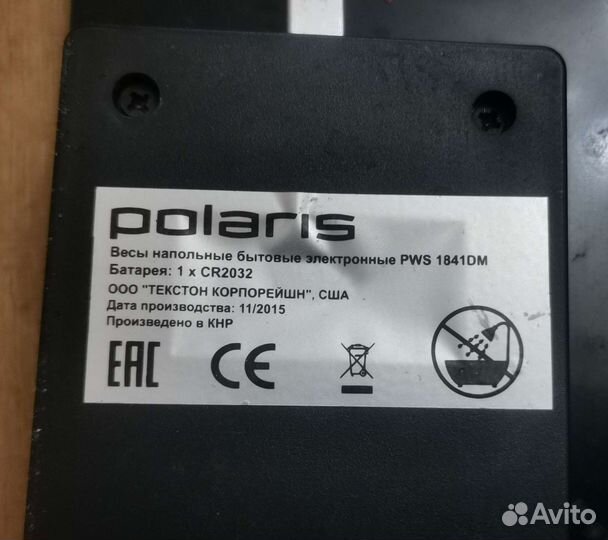 polaris
Весы напольные бытовые электронные PWS 1841DM
Батарея: 1 x CR2032
ООО "ТЕКСТОН КОРПОРЕЙШН", США
Дата производства: 11/2015
Произведено в КНР
EAC CE
Avito